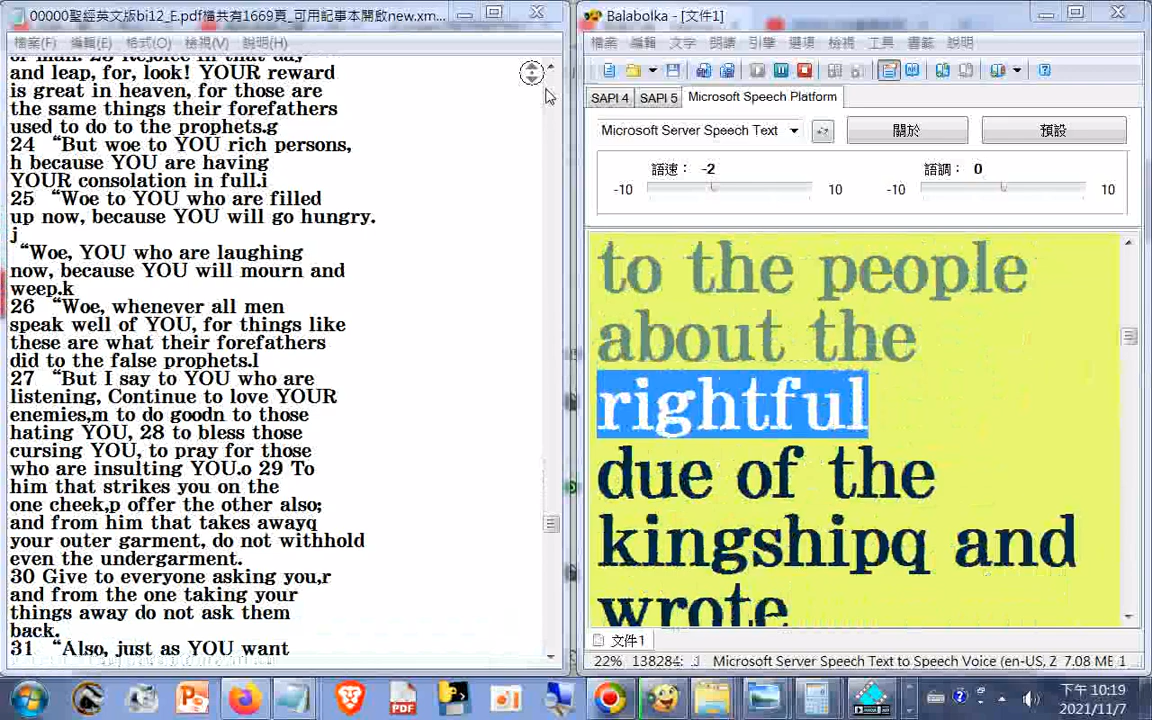 00000聖經英文版bi12_E.pdf檔共有1669頁_可用記事本開啟new.xm...
檔案(F) 編輯(E) 格式(O) 檢視(V) 說明(H)
of man. 23 Rejoice in that day
and leap, for, look! YOUR reward
is great in heaven, for those are
the same things their forefathers
used to do to the prophets.g
24 “But woe to YOU rich persons,
h because YOU are having
YOUR consolation in full.i
25 “Woe to YOU who are filled
up now, because YOU will go hungry.
j
“Woe, YOU who are laughing
now, because YOU will mourn and
weep.k
26 “Woe, whenever all men
speak well of YOU, for things like
these are what their forefathers
did to the false prophets.l
27 “But I say to YOU who are
listening, Continue to love YOUR
enemies,m to do goodn to those
hating YOU, 28 to bless those
cursing YOU, to pray for those
who are insulting YOU.o 29 To
him that strikes you on the
one cheek,p offer the other also;
and from him that takes awayq
your outer garment, do not withhold
even the undergarment.
30 Give to everyone asking you,r
and from the one taking your
things away do not ask them
back.
31 “Also, just as YOU want
Balabolka - [文件1]
檔案 編輯 文字 朗讀 引擎 選項 檢視 工具 書籤 說明
SAPI 4 SAPI 5 Microsoft Speech Platform
Microsoft Server Speech Text 關於 預設
語速： -2 語調： 0
-10 10 -10 10
to the people
about the
rightful
due of the
kingshipq and
wrote
文件1
22% 138284: Microsoft Server Speech Text to Speech Voice (en-US, Z 7.08 MB 1
下午 10:19
2021/11/7